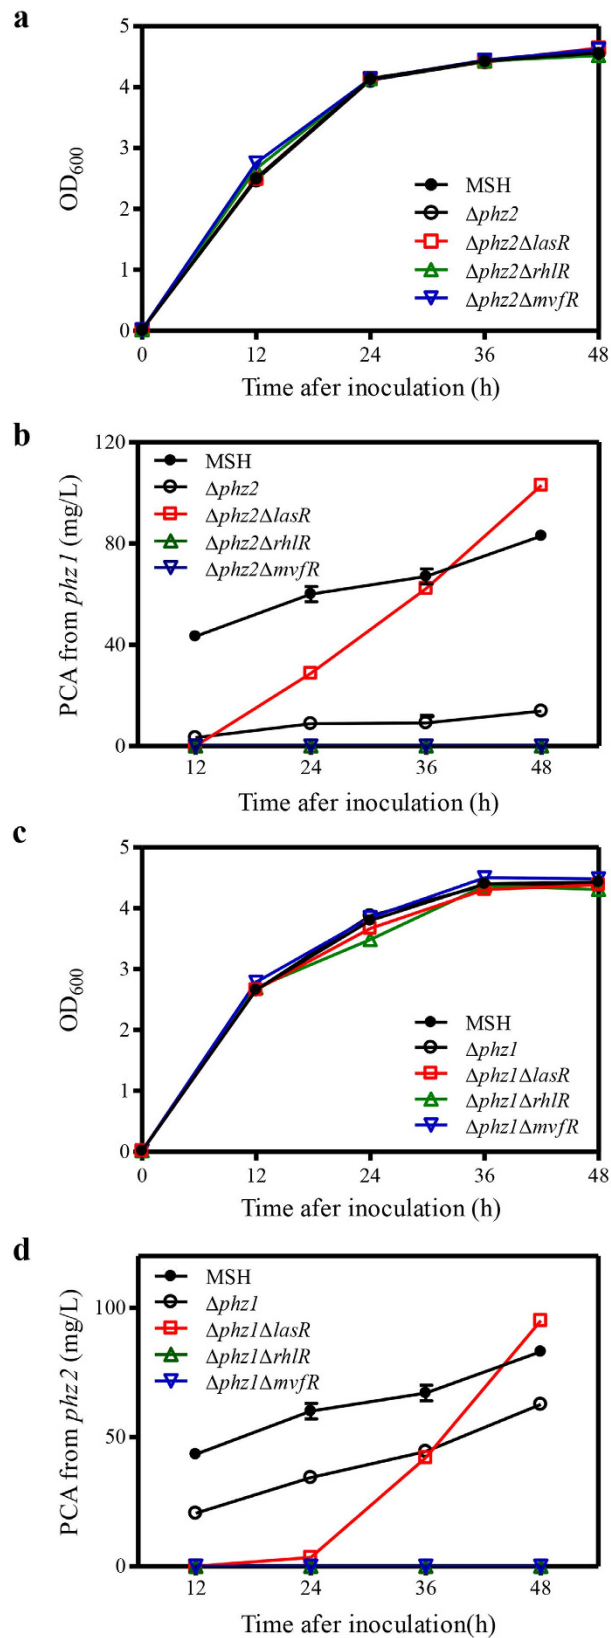 a
5
4
3
2
1
0
OD600
MSH
Δphz2
Δphz2ΔlasR
Δphz2ΔrhlR
Δphz2ΔmvfR
0 12 24 36 48
Time afer inoculation (h)
b
120
80
40
0
PCA from phz1 (mg/L)
MSH
Δphz2
Δphz2ΔlasR
Δphz2ΔrhlR
Δphz2ΔmvfR
12 24 36 48
Time afer inoculation (h)
c
5
4
3
2
1
0
OD600
MSH
Δphz1
Δphz1ΔlasR
Δphz1ΔrhlR
Δphz1ΔmvfR
0 12 24 36 48
Time afer inoculation (h)
d
100
50
0
PCA from phz2 (mg/L)
MSH
Δphz1
Δphz1ΔlasR
Δphz1ΔrhlR
Δphz1ΔmvfR
12 24 36 48
Time afer inoculation(h)